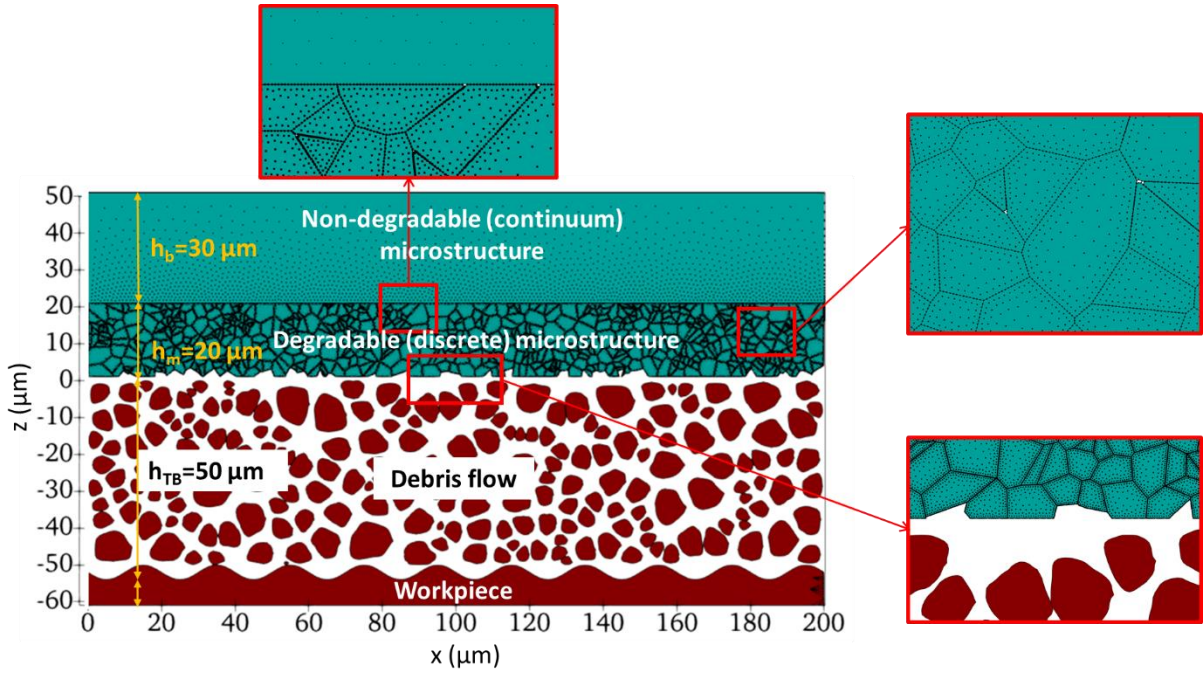 50
40
30
20
10
0
-10
-20
-30
-40
-50
-60
z (μm)
Non-degradable (continuum)
microstructure
h_b=30 μm
Degradable (discrete) microstructure
h_m=20 μm
h_TB=50 μm
Debris flow
Workpiece
0 20 40 60 80 100 120 140 160 180 200
x (μm)